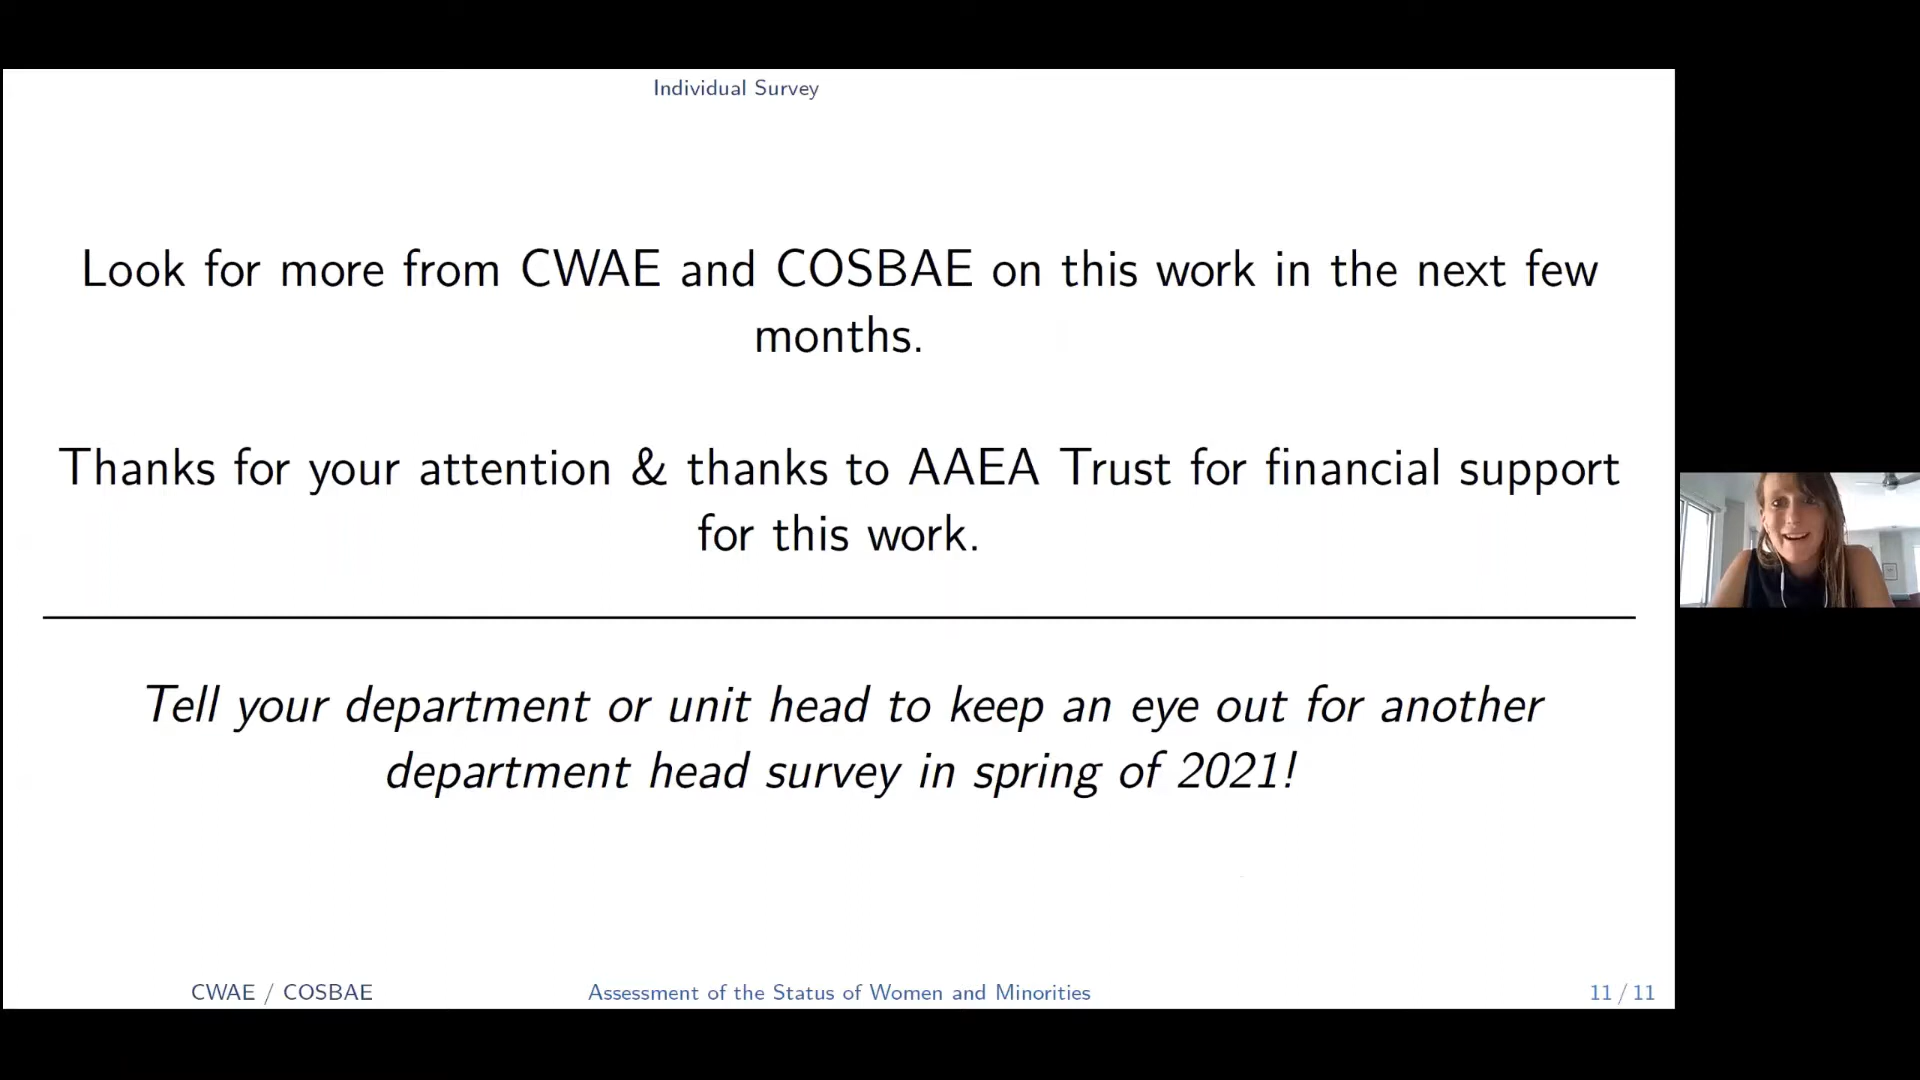 Individual Survey
Look for more from CWAE and COSBAE on this work in the next few
months.
Thanks for your attention & thanks to AAEA Trust for financial support
for this work.
Tell your department or unit head to keep an eye out for another
department head survey in spring of 2021!
CWAE / COSBAE
Assessment of the Status of Women and Minorities
11 / 11